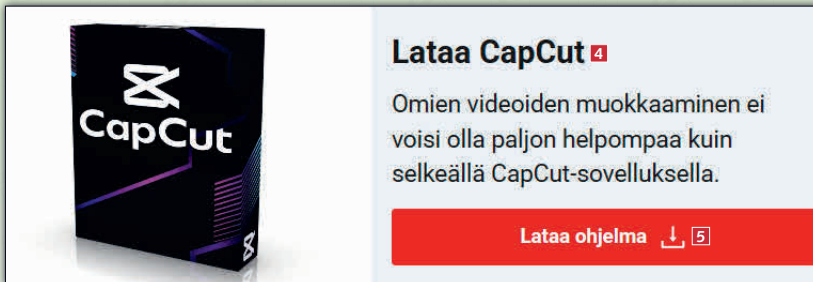 CapCut
Lataa CapCut 4
Omien videoiden muokkaaminen ei
voisi olla paljon helpompaa kuin
selkeällä CapCut-sovelluksella.
Lataa ohjelma 5